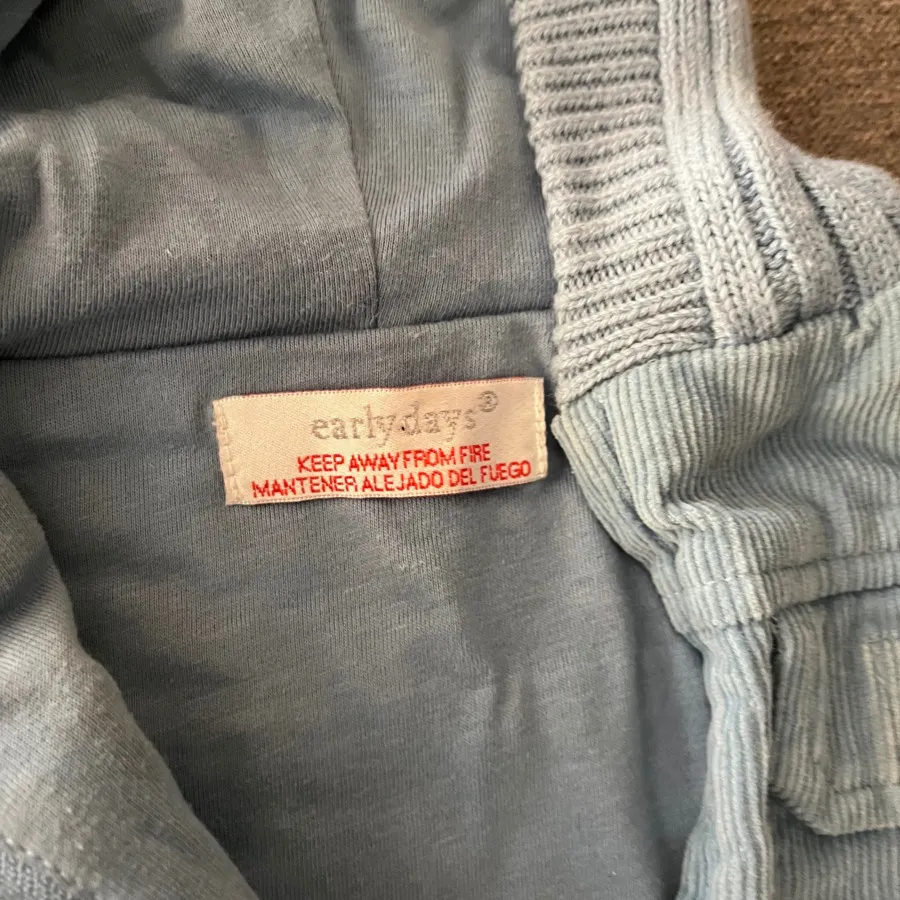 early days®
KEEP AWAY FROM FIRE
MANTENER ALEJADO DEL FUEGO